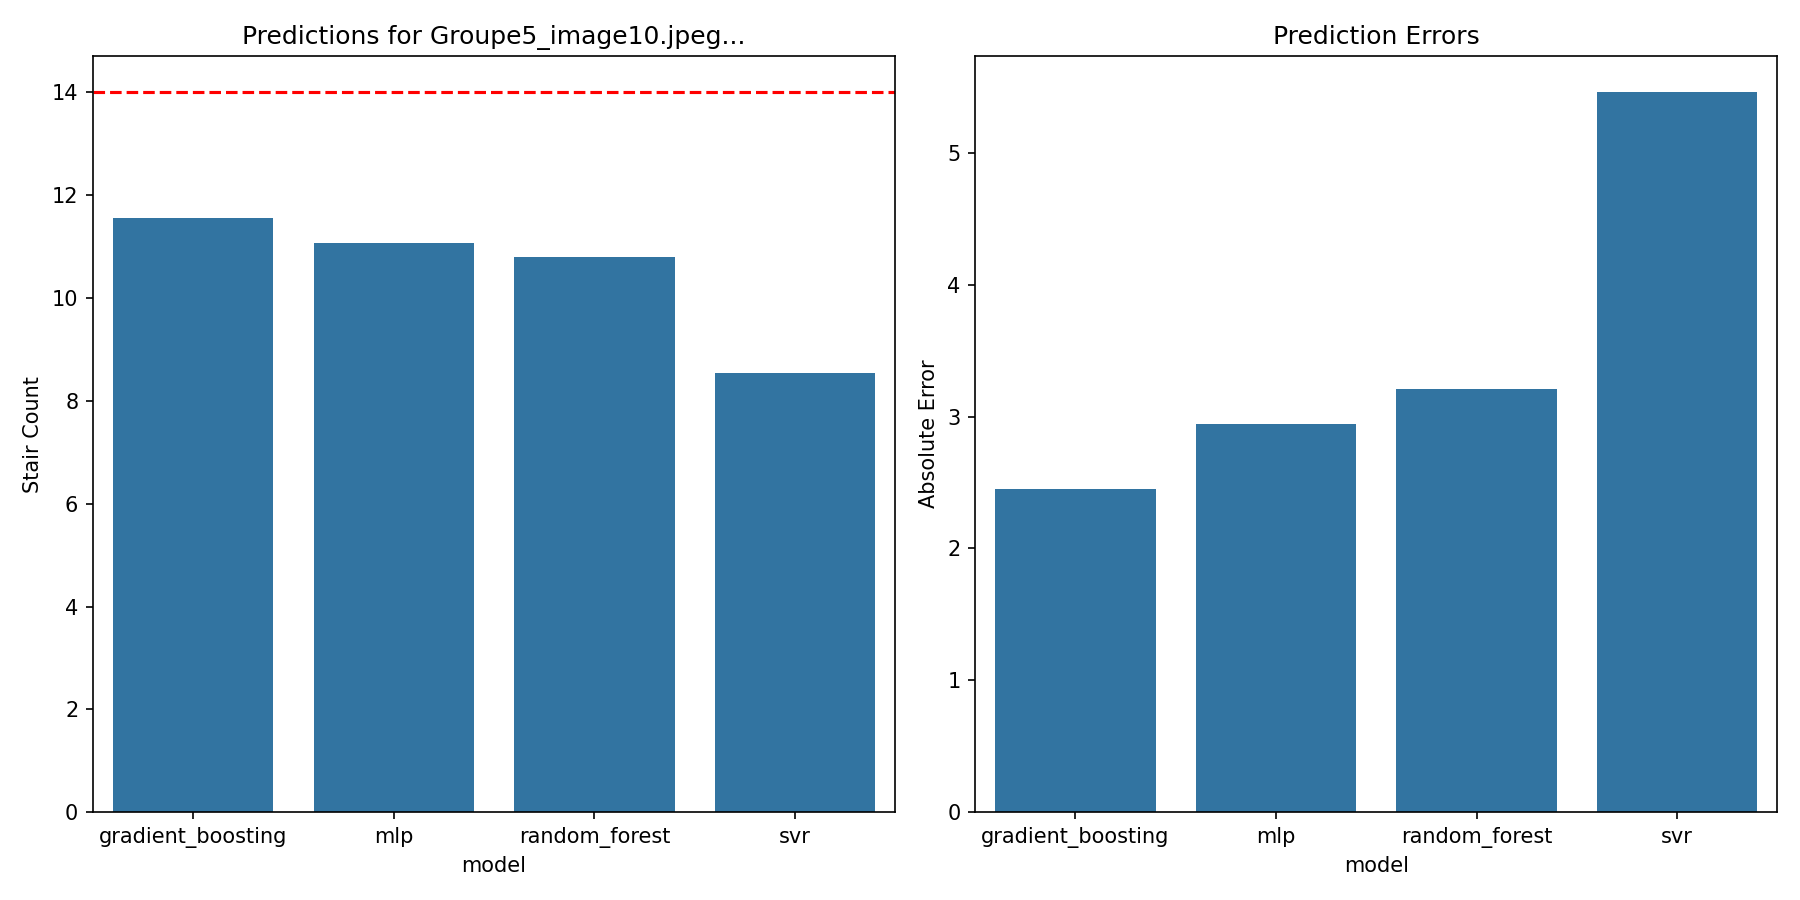 Predictions for Groupe5_image10.jpeg...
Stair Count
14
12
10
8
6
4
2
0
gradient_boosting mlp random_forest svr
model
Prediction Errors
Absolute Error
5
4
3
2
1
0
gradient_boosting mlp random_forest svr
model